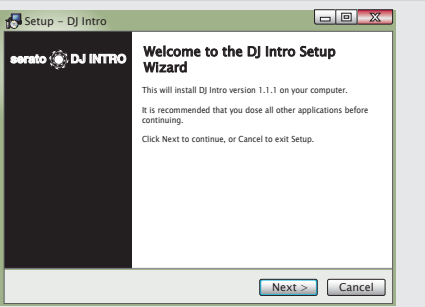 Setup - DJ Intro
serato DJ INTRO
Welcome to the DJ Intro Setup
Wizard
This will install DJ Intro version 1.1.1 on your computer.
It is recommended that you dose all other applications before
continuing.
Click Next to continue, or Cancel to exit Setup.
Next >
Cancel